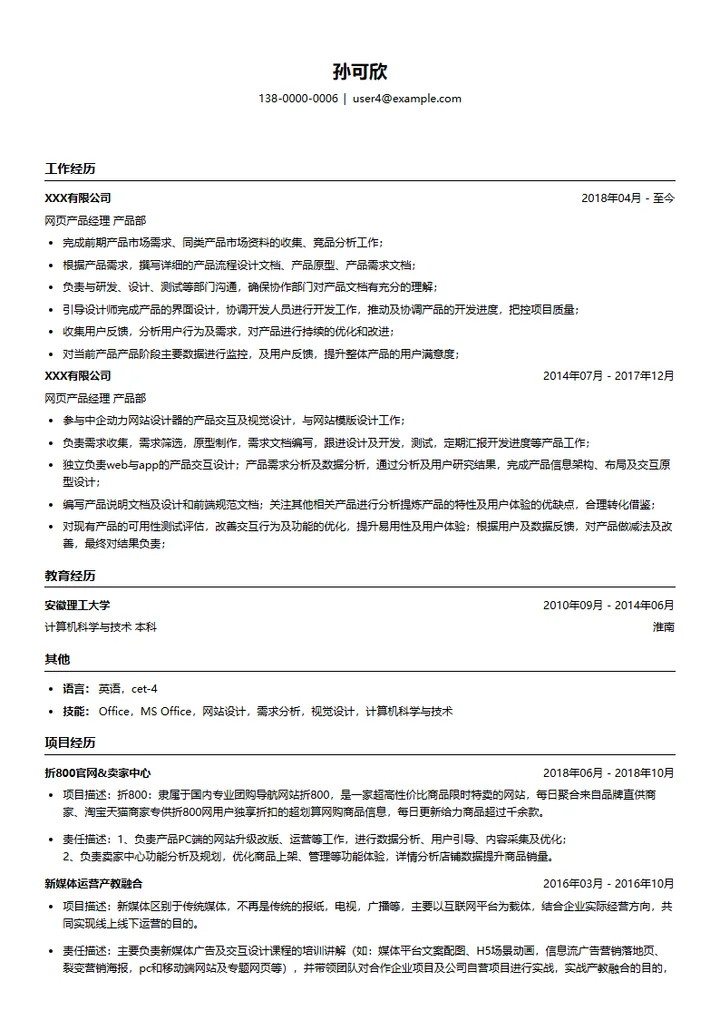 孙可欣
138-0000-0006 | user4@example.com
工作经历
XXX有限公司 2018年04月 - 至今
网页产品经理 产品部
• 完成前期产品市场需求、同类产品市场资料的收集、竞品分析工作；
• 根据产品需求，撰写详细的产品流程设计文档、产品原型、产品需求文档；
• 负责与研发、设计、测试等部门沟通，确保协作部门对产品文档有充分的理解；
• 引导设计师完成产品的界面设计，协调开发人员进行开发工作，推动及协调产品的开发进度，把控项目质量；
• 收集用户反馈，分析用户行为及需求，对产品进行持续的优化和改进；
• 对当前产品产品阶段主要数据进行监控，及用户反馈，提升整体产品的用户满意度；
XXX有限公司 2014年07月 - 2017年12月
网页产品经理 产品部
• 参与中企动力网站设计器的产品交互及视觉设计，与网站模版设计工作；
• 负责需求收集，需求筛选，原型制作，需求文档编写，跟进设计及开发，测试，定期汇报开发进度等产品工作；
• 独立负责web与app的产品交互设计；产品需求分析及数据分析，通过分析及用户研究结果，完成产品信息架构、布局及交互原
型设计；
• 编写产品说明文档及设计和前端规范文档；关注其他相关产品进行分析提炼产品的特性及用户体验的优缺点，合理转化借鉴；
• 对现有产品的可用性测试评估，改善交互行为及功能的优化，提升易用性及用户体验；根据用户及数据反馈，对产品做减法及改
善，最终对结果负责；
教育经历
安徽理工大学 2010年09月 - 2014年06月
计算机科学与技术 本科 淮南
其他
• 语言： 英语，cet-4
• 技能： Office，MS Office，网站设计，需求分析，视觉设计，计算机科学与技术
项目经历
折800官网&卖家中心 2018年06月 - 2018年10月
• 项目描述：折800：隶属于国内专业团购导航网站折800，是一家超高性价比商品限时特卖的网站，每日聚合来自品牌直供商
家、淘宝天猫商家专供折800网用户独享折扣的超划算网购商品信息，每日更新给力商品超过千余款。
• 责任描述：1、负责产品PC端的网站升级改版、运营等工作，进行数据分析、用户引导、内容采集及优化；
2、负责卖家中心功能分析及规划，优化商品上架、管理等功能体验，详情分析店铺数据提升商品销量。
新媒体运营产教融合 2016年03月 - 2016年10月
• 项目描述：新媒体区别于传统媒体，不再是传统的报纸，电视，广播等，主要以互联网平台为载体，结合企业实际经营方向，共
同实现线上线下运营的目的。
• 责任描述：主要负责新媒体广告及交互设计课程的培训讲解（如：媒体平台文案配图、H5场景动画，信息流广告营销落地页、
裂变营销海报，pc和移动端网站及专题网页等），并带领团队对合作企业项目及公司自营项目进行实战，实战产教融合的目的，